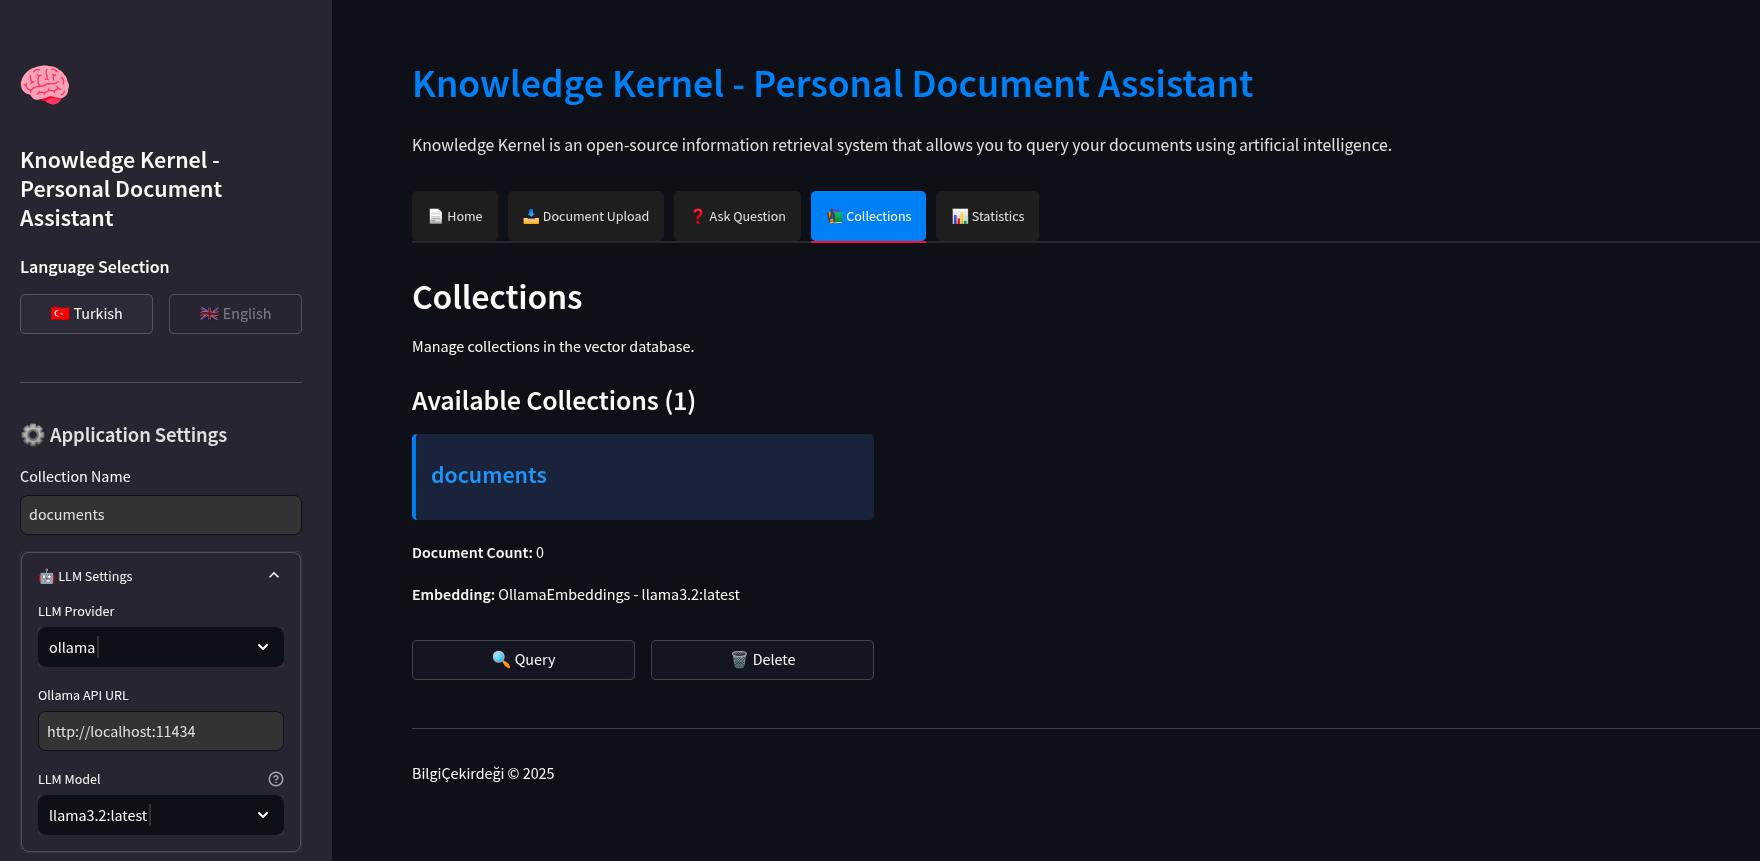 Knowledge Kernel -
Personal Document
Assistant
Language Selection
Turkish
English
Application Settings
Collection Name
documents
LLM Settings
LLM Provider
ollama
Ollama API URL
http://localhost:11434
LLM Model
llama3.2:latest
Knowledge Kernel - Personal Document Assistant
Knowledge Kernel is an open-source information retrieval system that allows you to query your documents using artificial intelligence.
Home
Document Upload
Ask Question
Collections
Statistics
Collections
Manage collections in the vector database.
Available Collections (1)
documents
Document Count: 0
Embedding: OllamaEmbeddings - llama3.2:latest
Query
Delete
BilgiÇekirdeği © 2025